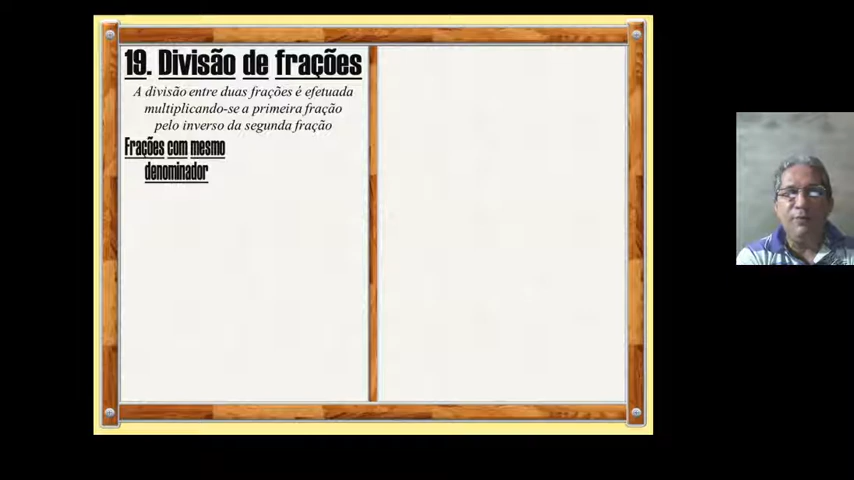 19. Divisão de frações
A divisão entre duas frações é efetuada
multiplicando-se a primeira fração
pelo inverso da segunda fração
Frações com mesmo
denominador